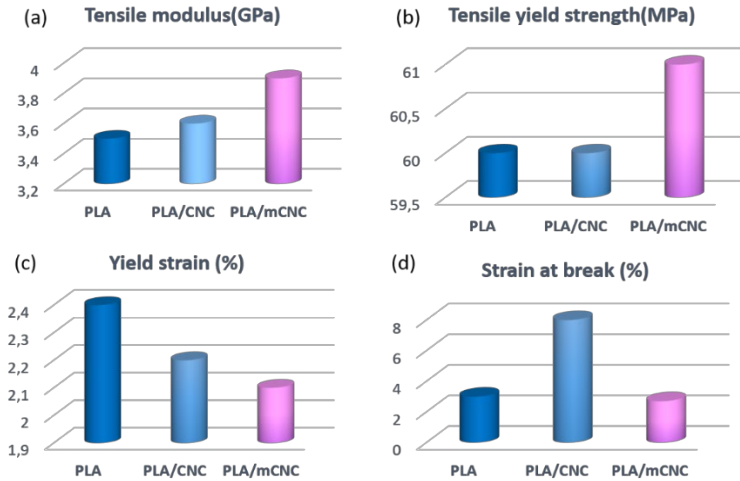 (a) Tensile modulus(GPa)
4
3,8
3,6
3,4
3,2
PLA PLA/CNC PLA/mCNC
(b) Tensile yield strength(MPa)
61
60,5
60
59,5
PLA PLA/CNC PLA/mCNC
(c) Yield strain (%)
2,4
2,3
2,2
2,1
2
1,9
PLA PLA/CNC PLA/mCNC
(d) Strain at break (%)
8
6
4
2
0
PLA PLA/CNC PLA/mCNC